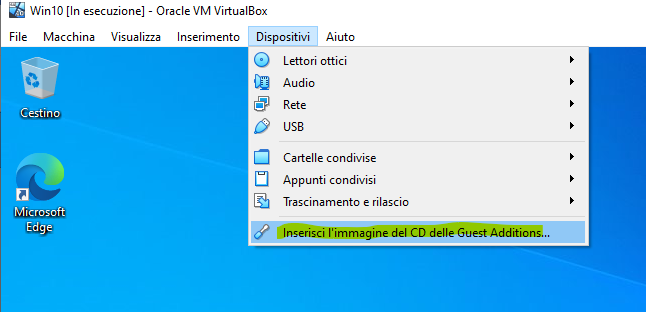 Win10 [In esecuzione] - Oracle VM VirtualBox
File Macchina Visualizza Inserimento Dispositivi Aiuto
Lettori ottici
Audio
Rete
USB
Cartelle condivise
Appunti condivisi
Trascinamento e rilascio
Inserisci l'immagine del CD delle Guest Additions...
Cestino
Microsoft
Edge